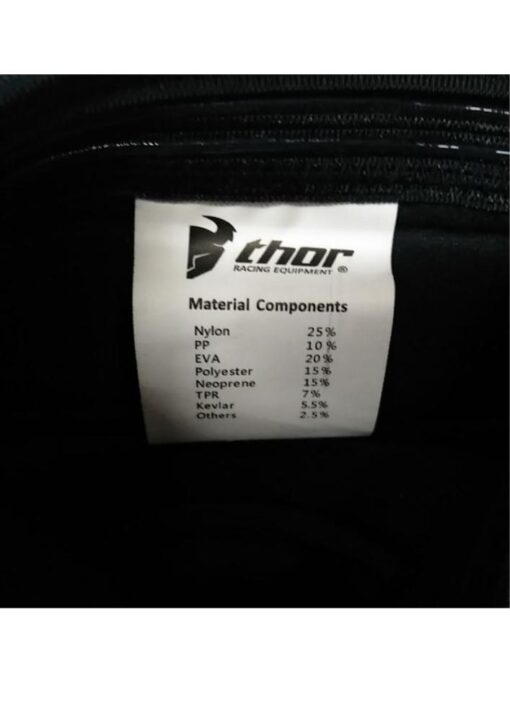 thor
RACING EQUIPMENT ®
Material Components
Nylon 25%
PP 10%
EVA 20%
Polyester 15%
Neoprene 15%
TPR 7%
Kevlar 5.5%
Others 2.5%